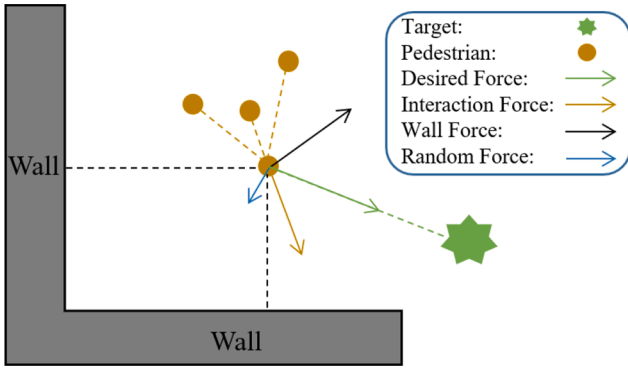 Target:
Pedestrian:
Desired Force:
Interaction Force:
Wall Force:
Random Force:
Wall
Wall